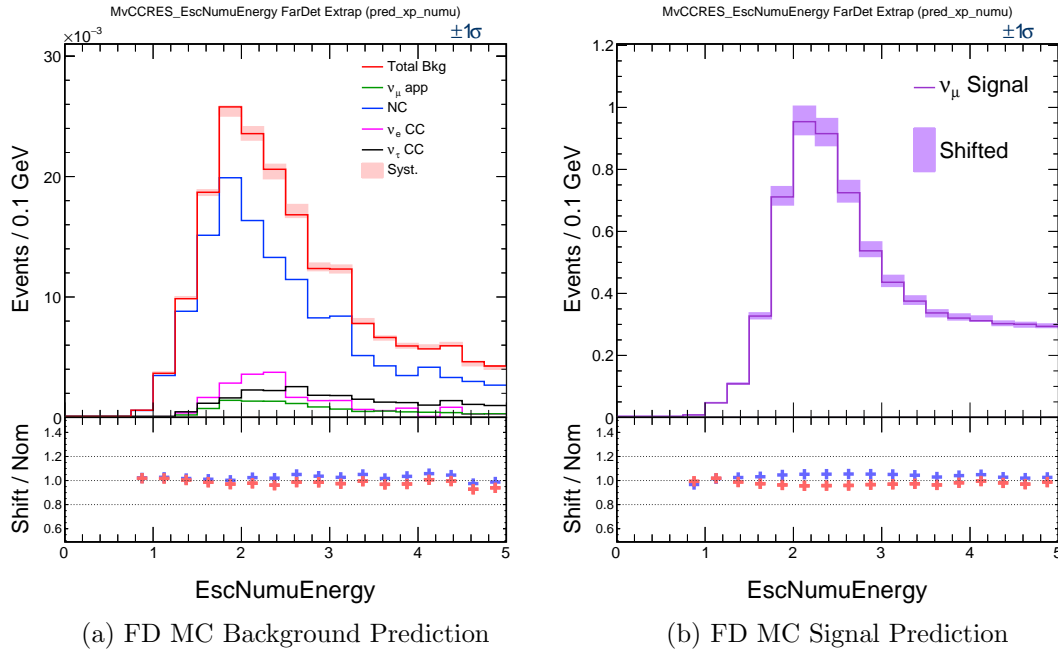 MvCCRES_EscNumuEnergy FarDet Extrap (pred_xp_numu)
±1σ
30
×10⁻³
20
10
0
Events / 0.1 GeV
Total Bkg
νμ app
NC
νe CC
ντ CC
Syst.
1.4
1.2
1.0
0.8
0.6
Shift / Nom
0 1 2 3 4 5
EscNumuEnergy
(a) FD MC Background Prediction
MvCCRES_EscNumuEnergy FarDet Extrap (pred_xp_numu)
±1σ
1.2
1
0.8
0.6
0.4
0.2
0
Events / 0.1 GeV
νμ Signal
Shifted
1.4
1.2
1.0
0.8
0.6
Shift / Nom
0 1 2 3 4 5
EscNumuEnergy
(b) FD MC Signal Prediction